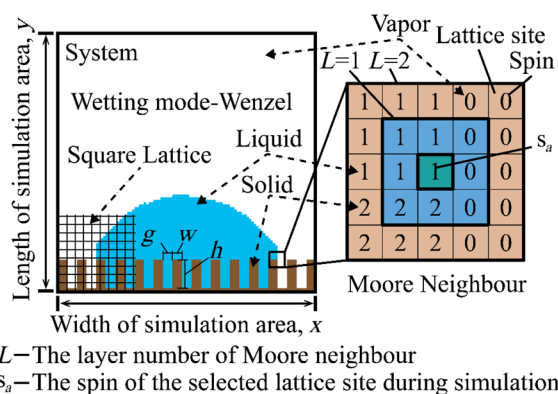 Vapor
Lattice site
Spin
System
L=1 L=2
Wetting mode-Wenzel
Liquid
Square Lattice
Solid
g w
h
1 1 1 0 0
1 1 1 0 0
1 1 1 0 0
2 2 2 0 0
2 2 2 0 0
sₐ
Moore Neighbour
Length of simulation area, y
Width of simulation area, x
L−The layer number of Moore neighbour
sₐ−The spin of the selected lattice site during simulation